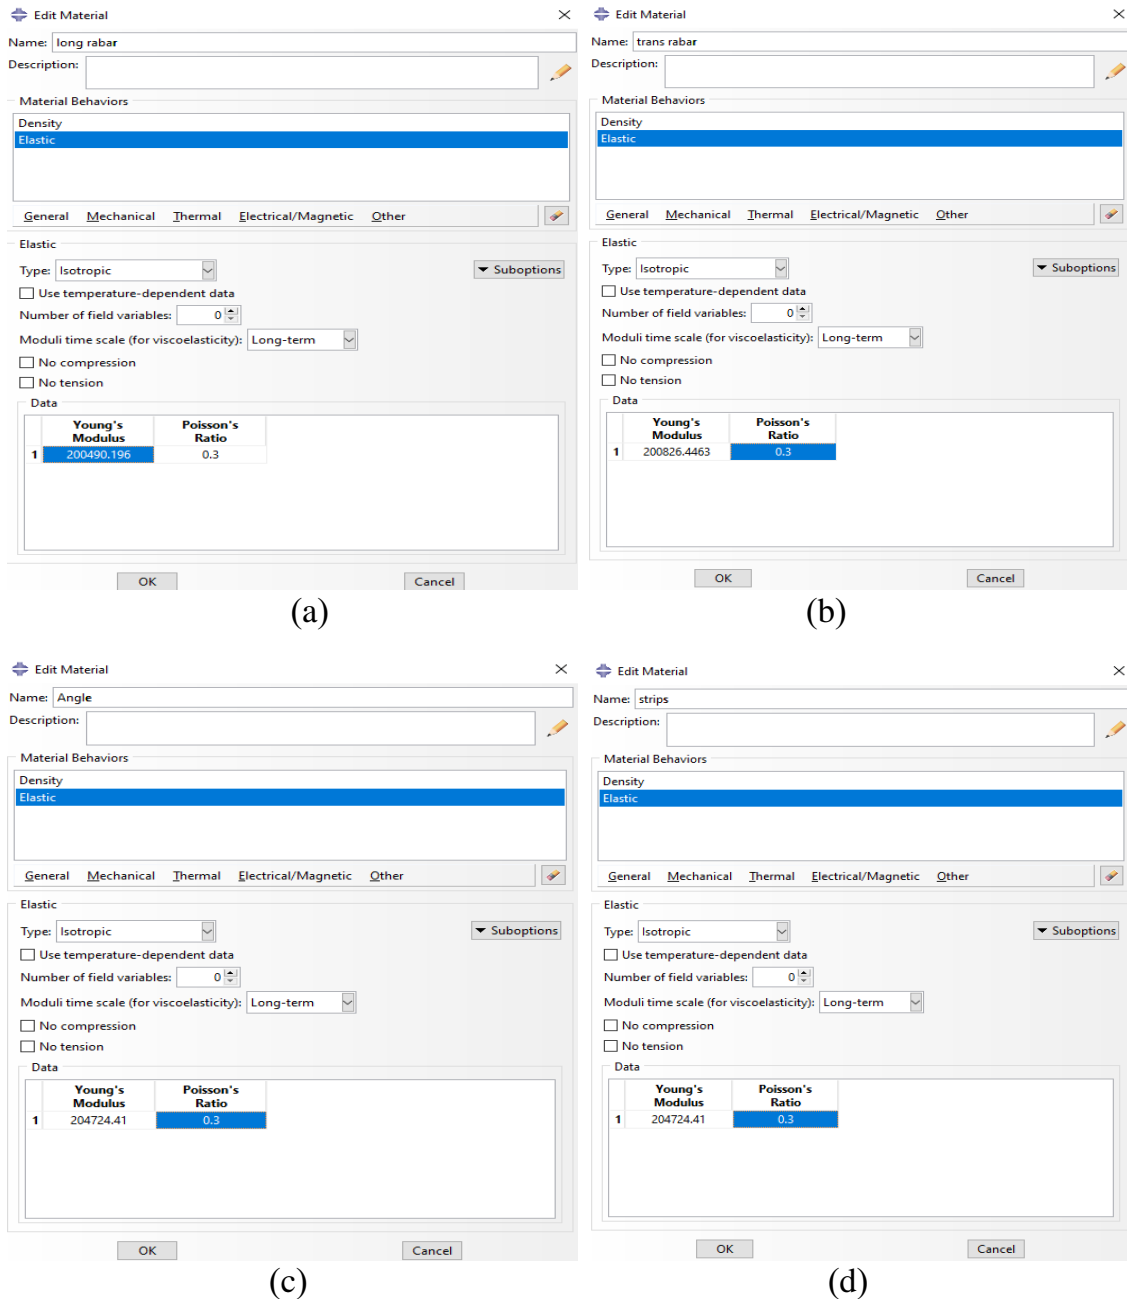 Edit Material
Name: long rabar
Description:
Material Behaviors
Density
Elastic
General Mechanical Thermal Electrical/Magnetic Other
Elastic
Type: Isotropic
Suboptions
Use temperature-dependent data
Number of field variables: 0
Moduli time scale (for viscoelasticity): Long-term
No compression
No tension
Data
Young's Poisson's
Modulus Ratio
1 200490.196 0.3
OK Cancel
(a)
Edit Material
Name: trans rabar
Description:
Material Behaviors
Density
Elastic
General Mechanical Thermal Electrical/Magnetic Other
Elastic
Type: Isotropic
Suboptions
Use temperature-dependent data
Number of field variables: 0
Moduli time scale (for viscoelasticity): Long-term
No compression
No tension
Data
Young's Poisson's
Modulus Ratio
1 200826.4463 0.3
OK Cancel
(b)
Edit Material
Name: Angle
Description:
Material Behaviors
Density
Elastic
General Mechanical Thermal Electrical/Magnetic Other
Elastic
Type: Isotropic
Suboptions
Use temperature-dependent data
Number of field variables: 0
Moduli time scale (for viscoelasticity): Long-term
No compression
No tension
Data
Young's Poisson's
Modulus Ratio
1 204724.41 0.3
OK Cancel
(c)
Edit Material
Name: strips
Description:
Material Behaviors
Density
Elastic
General Mechanical Thermal Electrical/Magnetic Other
Elastic
Type: Isotropic
Suboptions
Use temperature-dependent data
Number of field variables: 0
Moduli time scale (for viscoelasticity): Long-term
No compression
No tension
Data
Young's Poisson's
Modulus Ratio
1 204724.41 0.3
OK Cancel
(d)